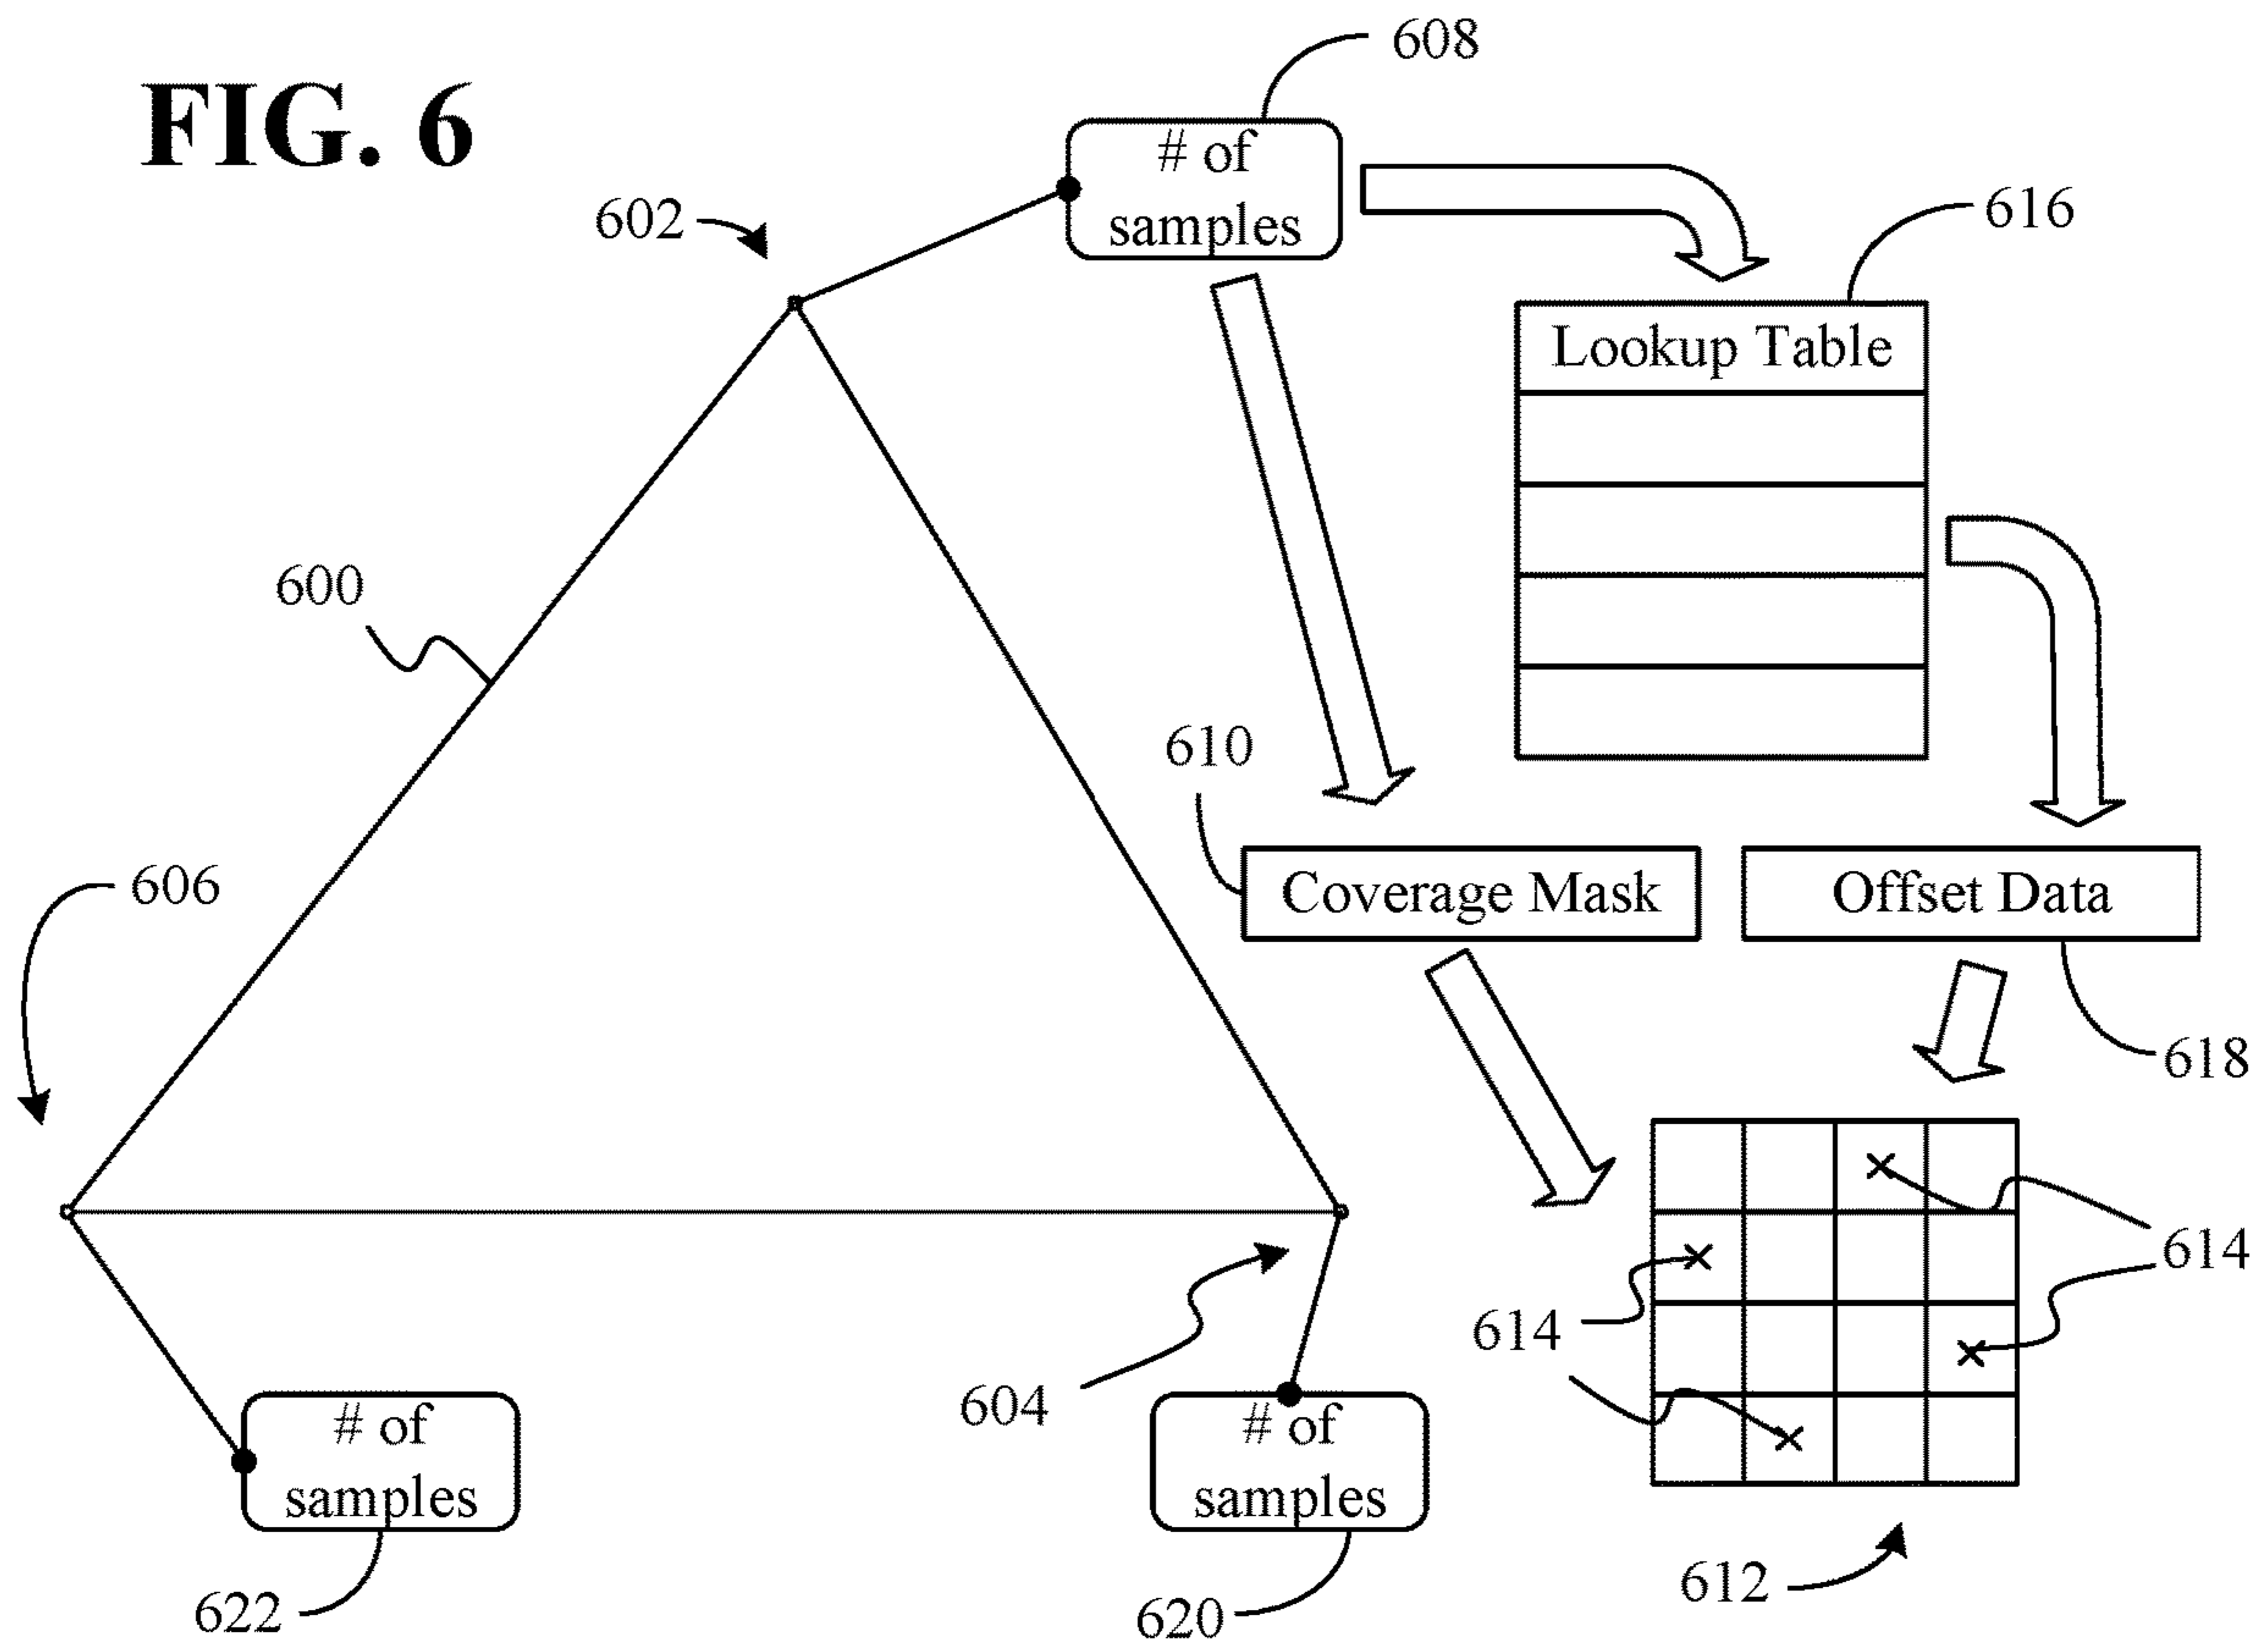 FIG. 6
608
# of
samples
602
616
Lookup Table
600
610
606
Coverage Mask
Offset Data
618
614
614
604
# of
samples
# of
samples
612
622
620